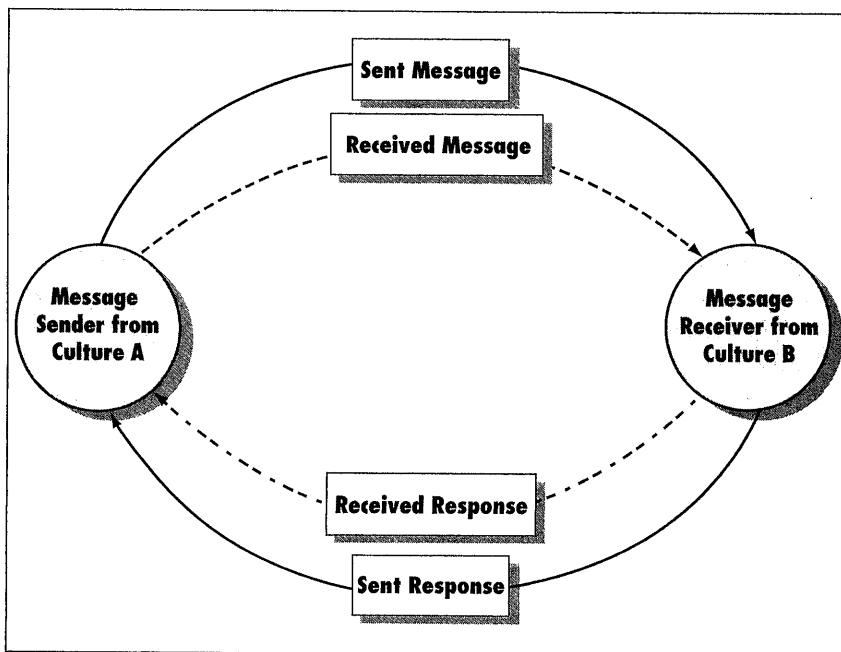 Sent Message
Received Message
Message
Sender from
Culture A
Message
Receiver from
Culture B
Received Response
Sent Response